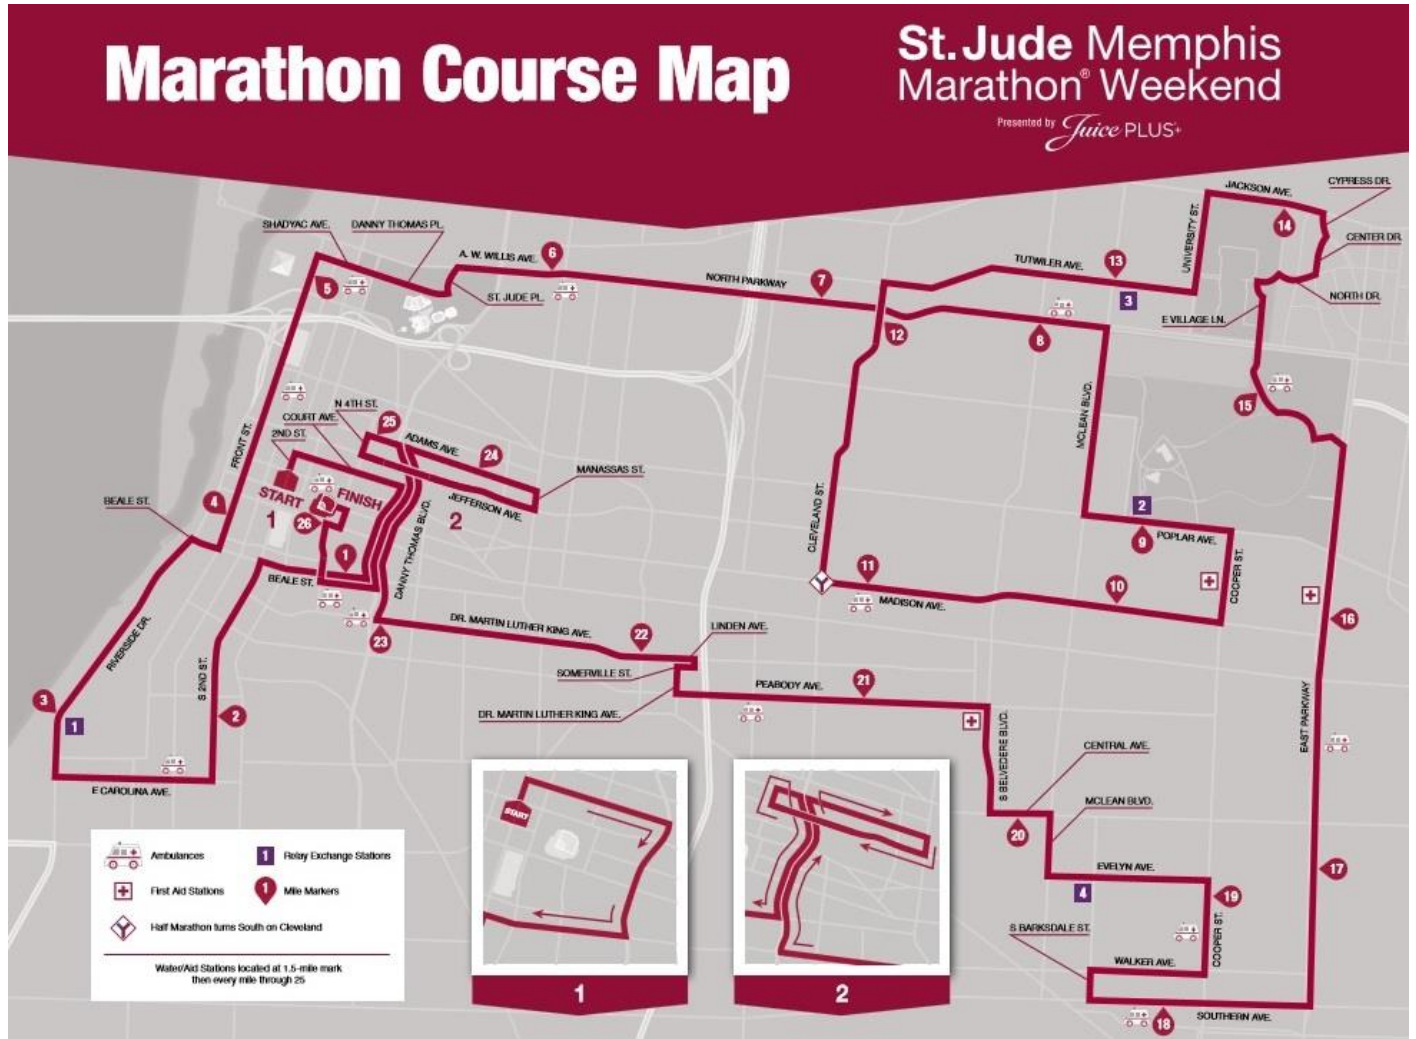 Marathon Course Map
St. Jude Memphis
Marathon® Weekend
Presented by Juice PLUS+
SHADYAC AVE.
DANNY THOMAS PL.
A. W. WILLIS AVE.
6
ST. JUDE PL.
5
NORTH PARKWAY
7
TUTWILER AVE.
13
3
UNIVERSITY ST.
JACKSON AVE.
14
CYPRESS DR.
CENTER DR.
NORTH DR.
E VILLAGE LN.
12
8
MCLEAN BLVD.
15
FRONT ST.
N 4TH ST.
COURT AVE.
2ND ST.
25
ADAMS AVE.
24
MANASSAS ST.
JEFFERSON AVE.
2
START
1
FINISH
26
1
BEALE ST.
4
BEALE ST.
DANNY THOMAS BLVD.
CLEVELAND ST.
2
9
POPLAR AVE.
COOPER ST.
11
MADISON AVE.
10
16
RIVERSIDE DR.
S 2ND ST.
23
DR. MARTIN LUTHER KING AVE.
22
LINDEN AVE.
SOMERVILLE ST.
PEABODY AVE.
21
DR. MARTIN LUTHER KING AVE.
3
1
2
E CAROLINA AVE.
S BELVEDERE BLVD.
EAST PARKWAY
CENTRAL AVE.
MCLEAN BLVD.
20
EVELYN AVE.
4
17
19
COOPER ST.
S BARKSDALE ST.
WALKER AVE.
18
SOUTHERN AVE.
Ambulances
1
Relay Exchange Stations
First Aid Stations
1
Mile Markers
Half Marathon turns South on Cleveland
Water/Aid Stations located at 1.5-mile mark
then every mile through 25
START
1
2